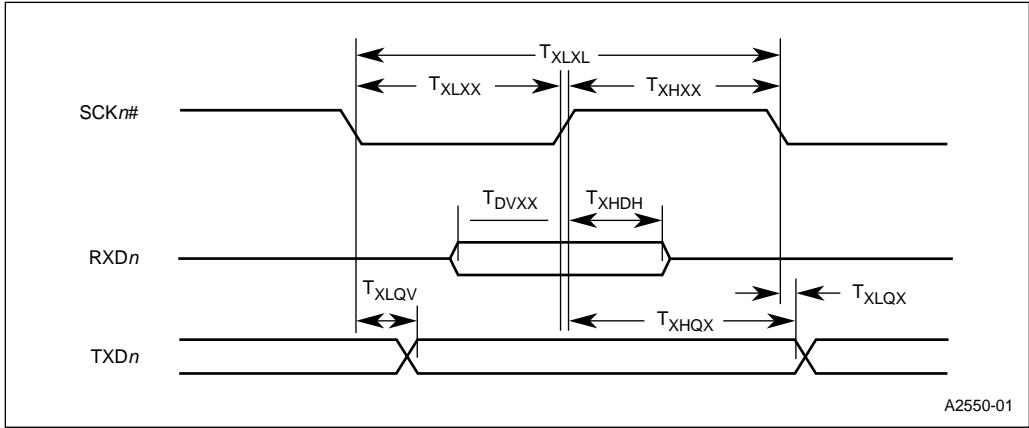 TXLXL
TXLXX
TXHXX
SCKn#
TDVXX
TXHDH
RXDn
TXLQV
TXLQX
TXHQX
TXDn
A2550-01